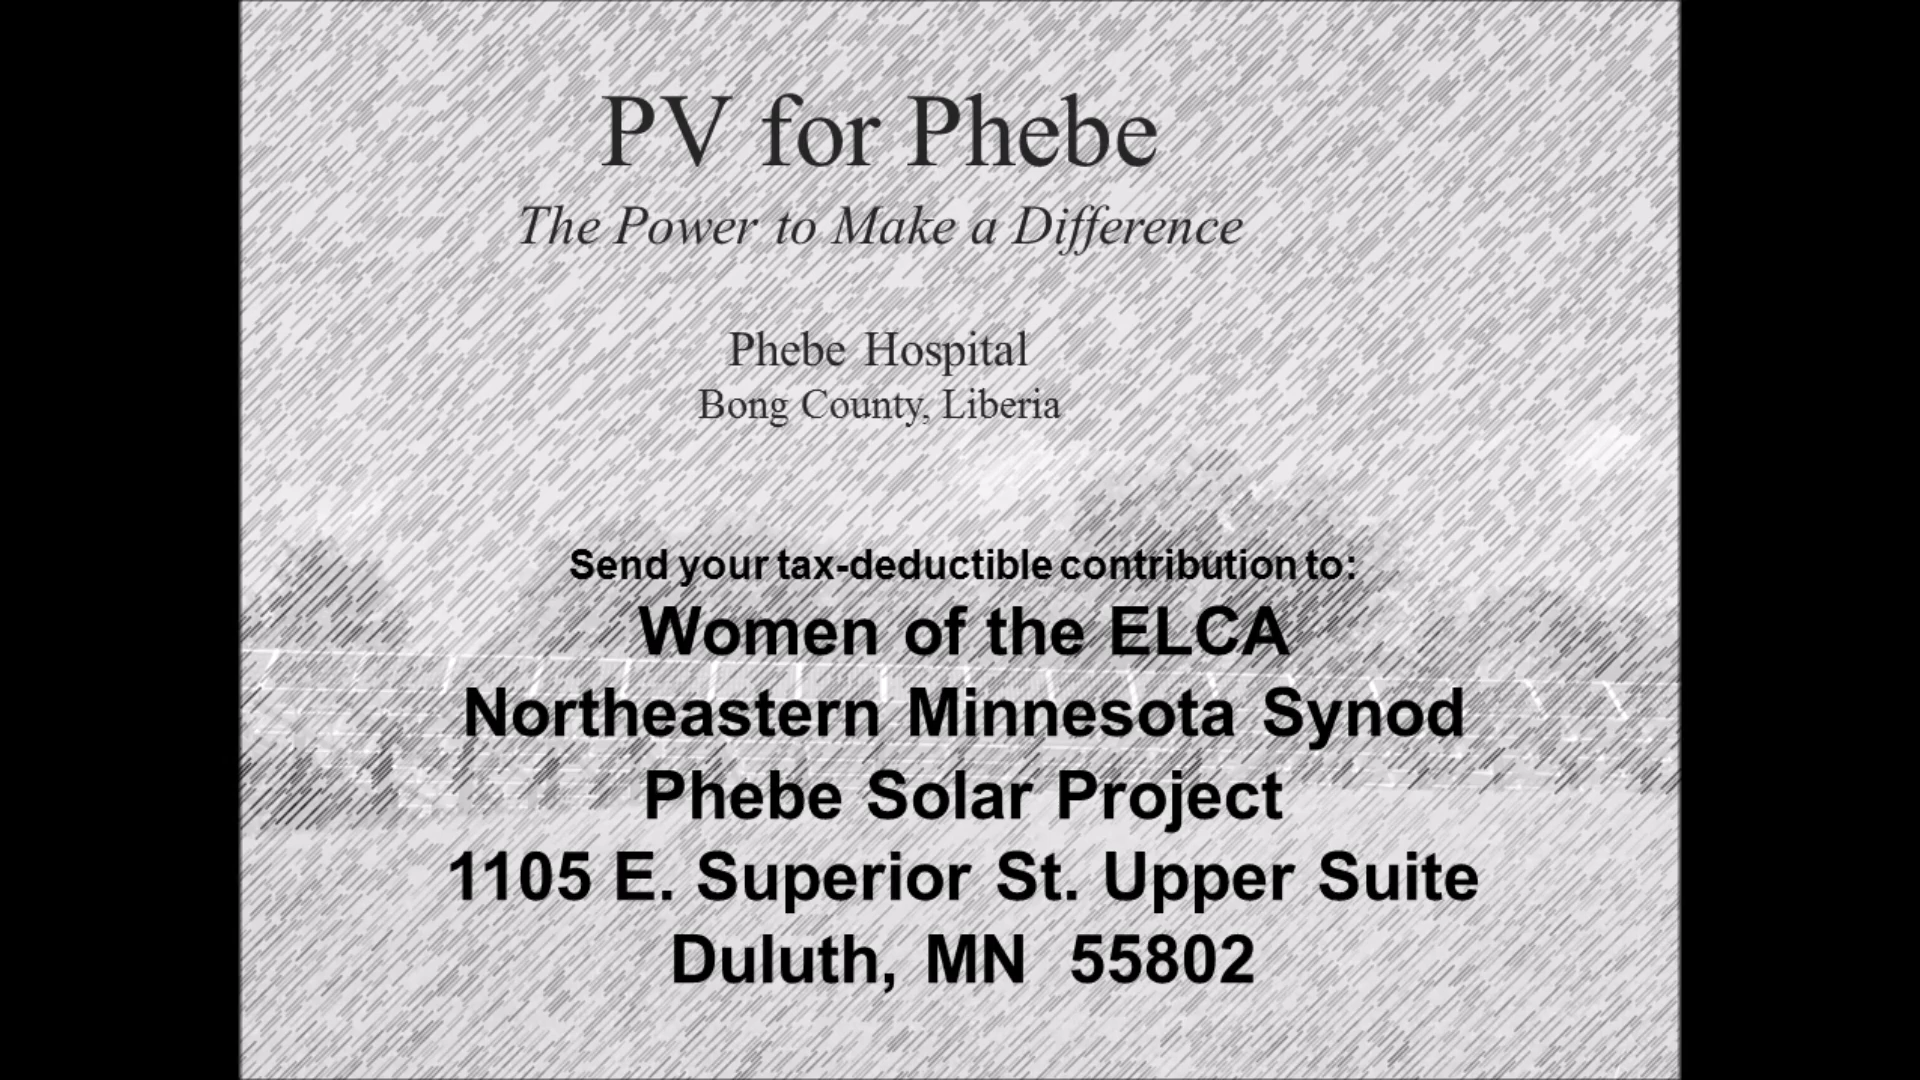 PV for Phebe
The Power to Make a Difference
Phebe Hospital
Bong County, Liberia
Send your tax-deductible contribution to:
Women of the ELCA
Northeastern Minnesota Synod
Phebe Solar Project
1105 E. Superior St. Upper Suite
Duluth, MN  55802